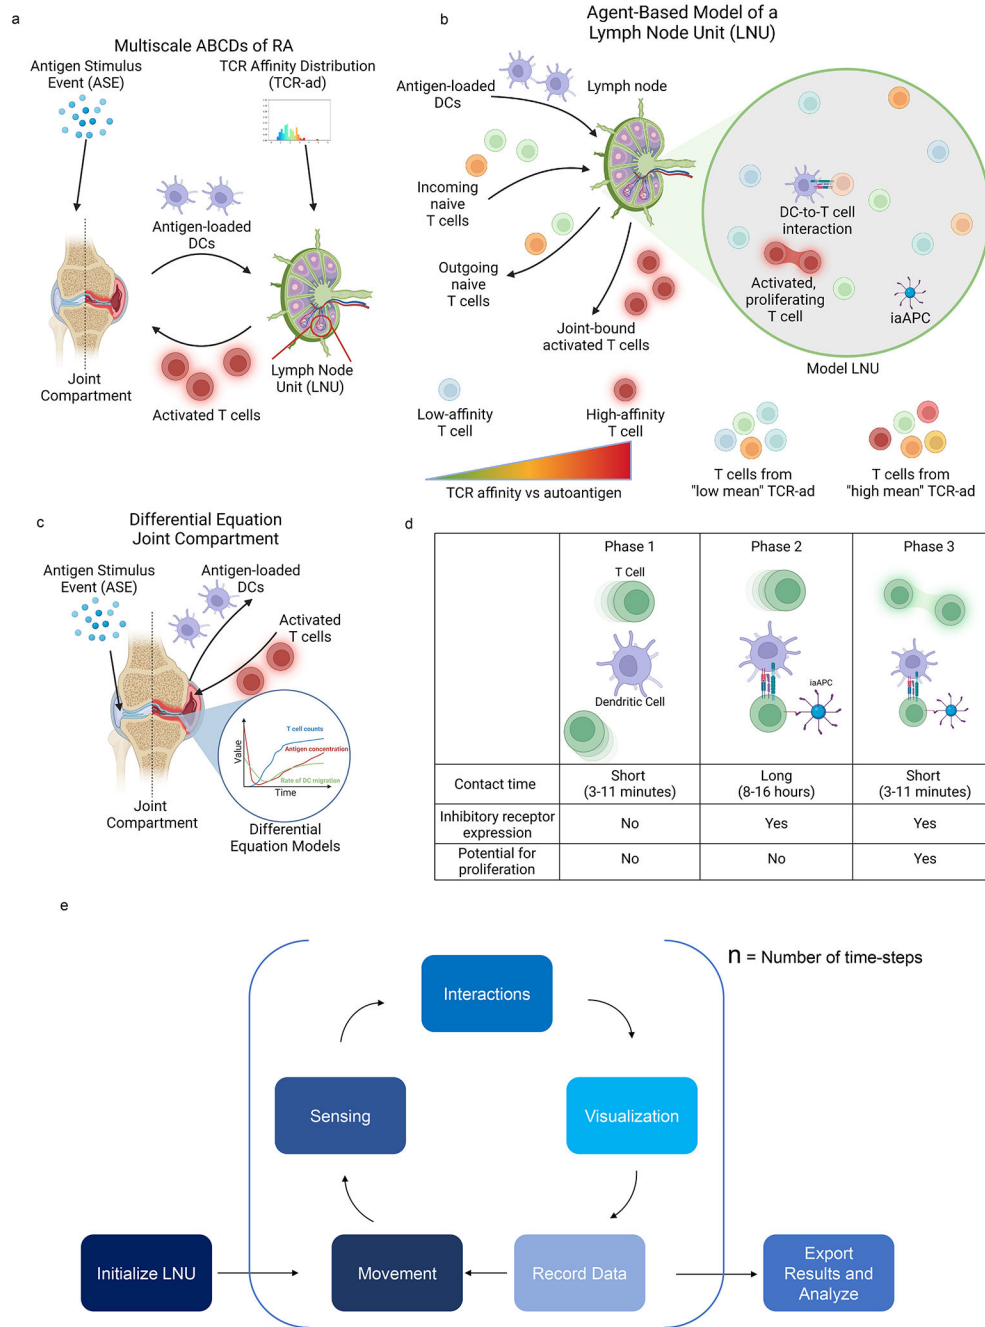 a
Multiscale ABCDs of RA
Antigen Stimulus
Event (ASE)
TCR Affinity Distribution
(TCR-ad)
Antigen-loaded
DCs
Joint
Compartment
Activated T cells
Lymph Node
Unit (LNU)
b
Agent-Based Model of a
Lymph Node Unit (LNU)
Antigen-loaded
DCs
Lymph node
Incoming
naive
T cells
Outgoing
naive
T cells
Joint-bound
activated T cells
DC-to-T cell
interaction
Activated,
proliferating
T cell
iaAPC
Model LNU
Low-affinity
T cell
High-affinity
T cell
TCR affinity vs autoantigen
T cells from
"low mean" TCR-ad
T cells from
"high mean" TCR-ad
c
Differential Equation
Joint Compartment
Antigen Stimulus
Event (ASE)
Antigen-loaded
DCs
Activated
T cells
Joint
Compartment
Value
T cell counts
Antigen concentration
Rate of DC migration
Time
Differential
Equation Models
d
Phase 1
Phase 2
Phase 3
T Cell
Dendritic Cell
iaAPC
iaAPC
Contact time
Short
(3-11 minutes)
Long
(8-16 hours)
Short
(3-11 minutes)
Inhibitory receptor
expression
No
Yes
Yes
Potential for
proliferation
No
No
Yes
e
n = Number of time-steps
Interactions
Sensing
Visualization
Initialize LNU
Movement
Record Data
Export
Results and
Analyze